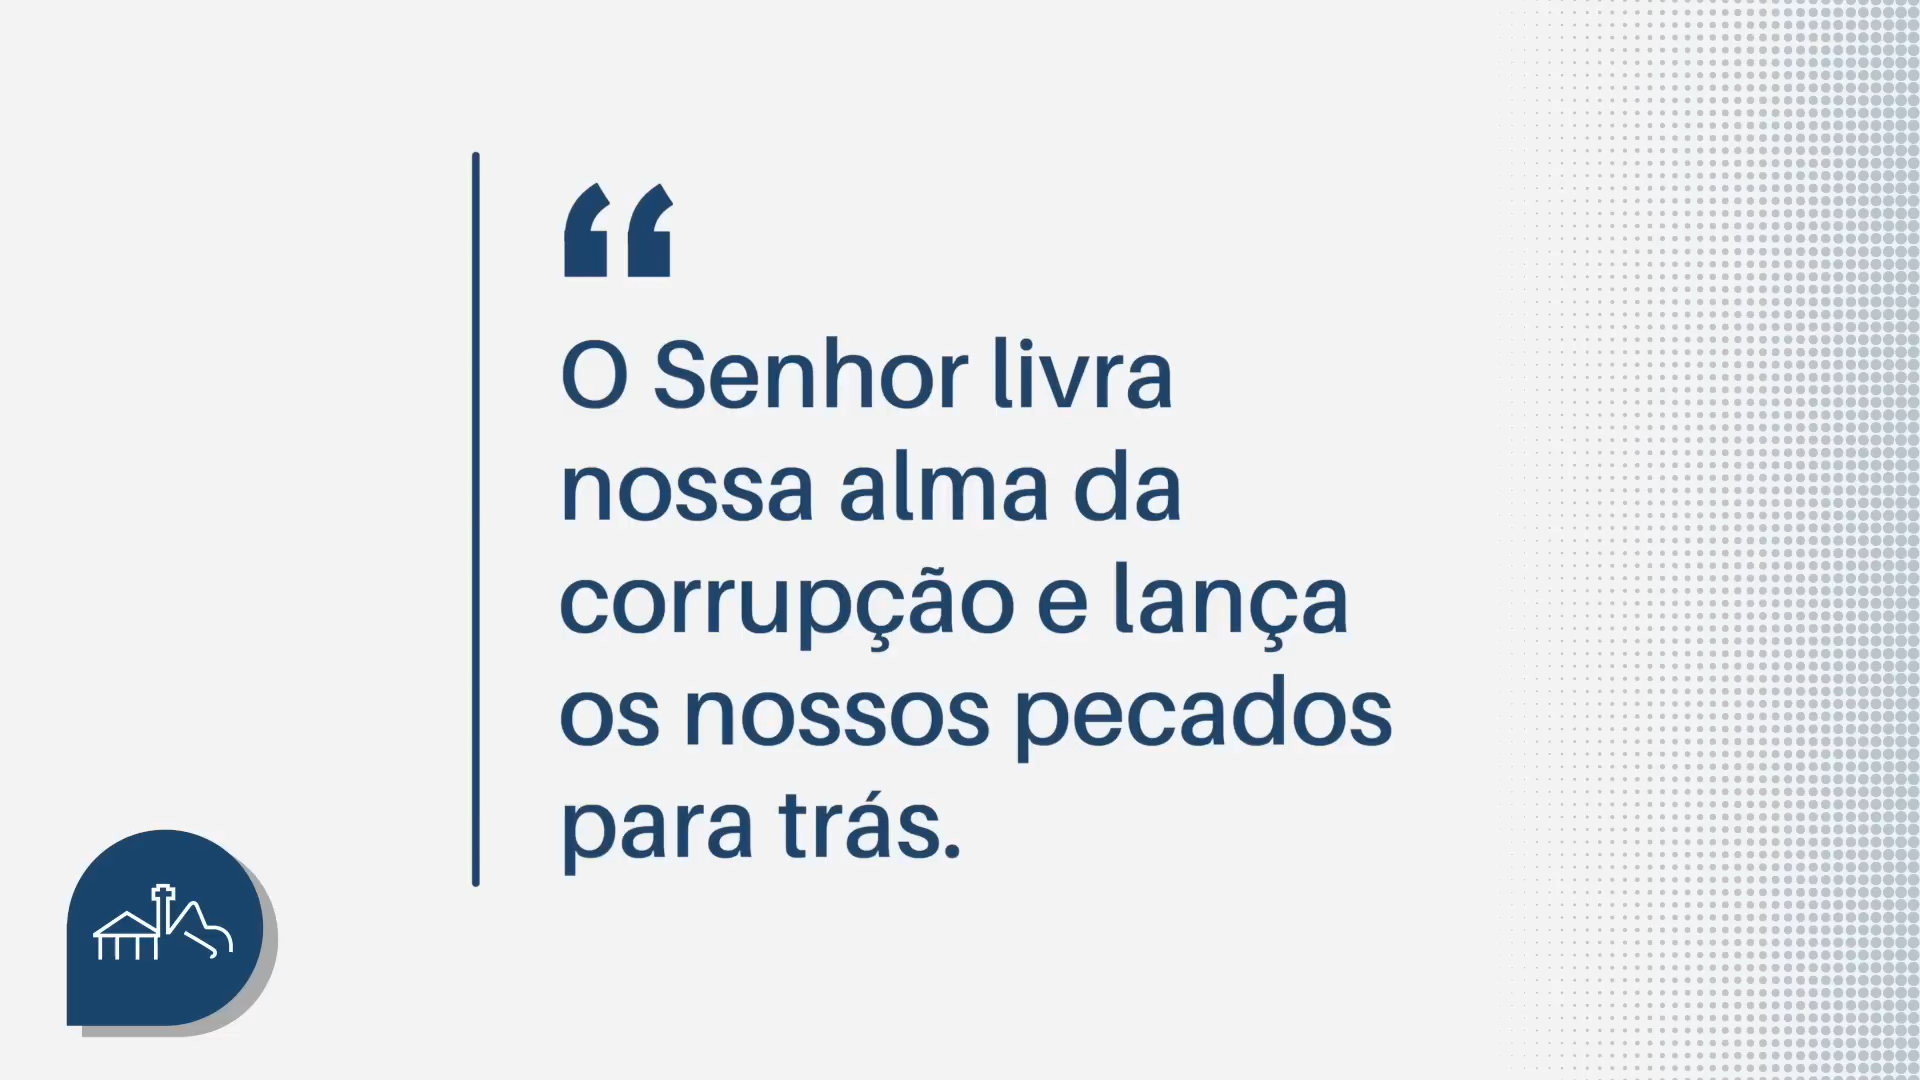 “
O Senhor livra
nossa alma da
corrupção e lança
os nossos pecados
para trás.